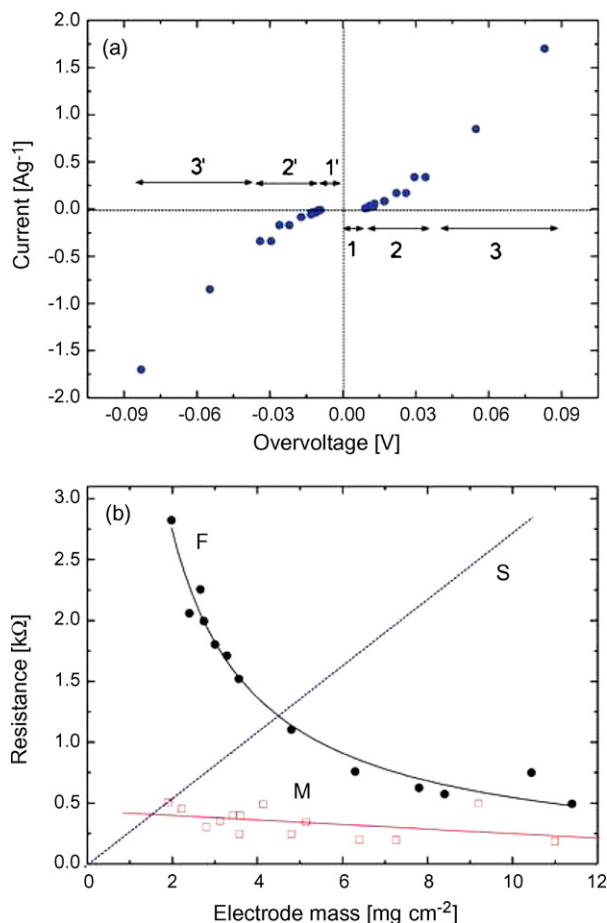 (a)
Current [Ag⁻¹]
2.0
1.5
1.0
0.5
0.0
-0.5
-1.0
-1.5
-2.0
3' 2' 1'
1 2 3
-0.09 -0.06 -0.03 0.00 0.03 0.06 0.09
Overvoltage [V]
(b)
Resistance [kΩ]
3.0
2.5
2.0
1.5
1.0
0.5
0.0
F
S
M
0 2 4 6 8 10 12
Electrode mass [mg cm⁻²]